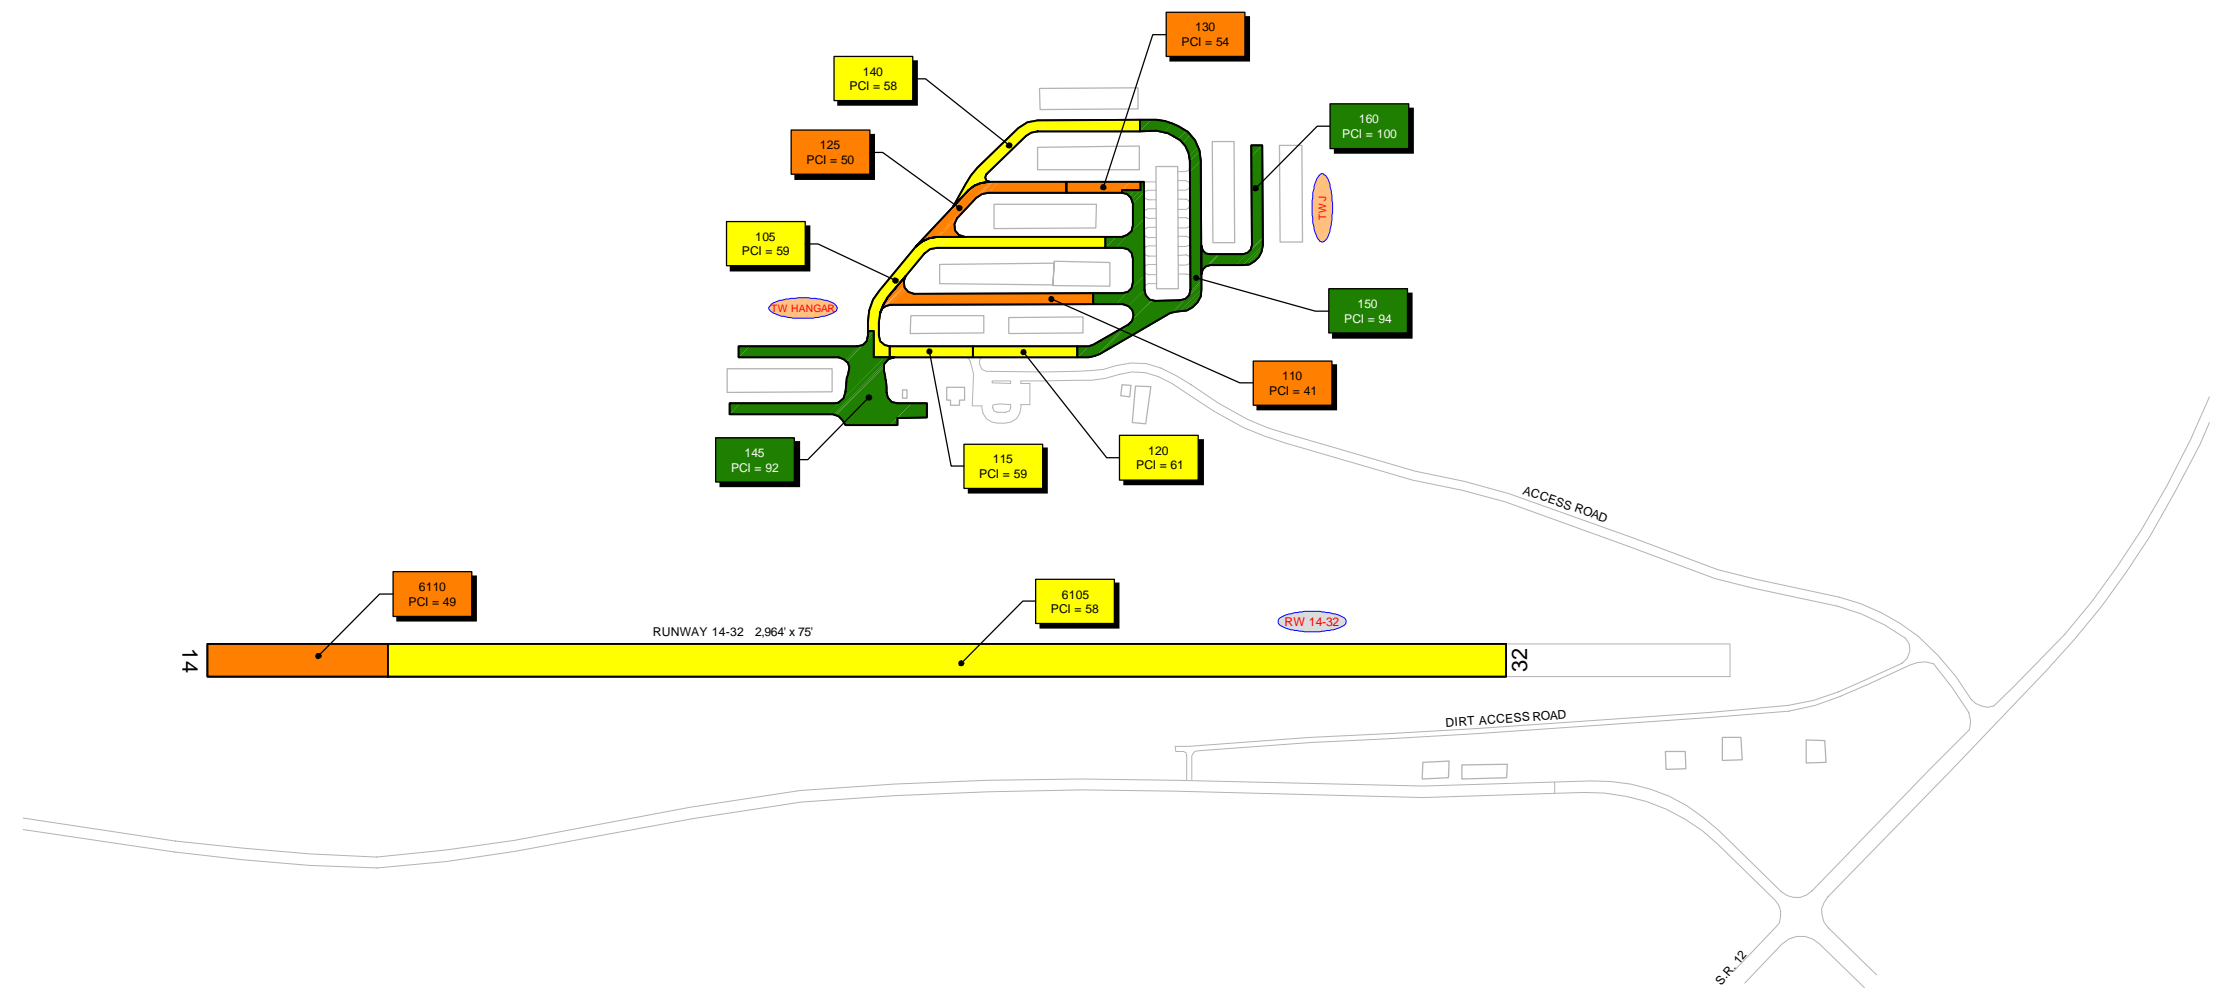 130
PCI = 54
140
PCI = 58
160
PCI = 100
125
PCI = 50
TW J
105
PCI = 59
TW HANGAR
150
PCI = 94
110
PCI = 41
145
PCI = 92
115
PCI = 59
120
PCI = 61
ACCESS ROAD
6110
PCI = 49
6105
PCI = 58
RW 14-32
RUNWAY 14-32 2,964' x 75'
14
32
DIRT ACCESS ROAD
S.R. 12